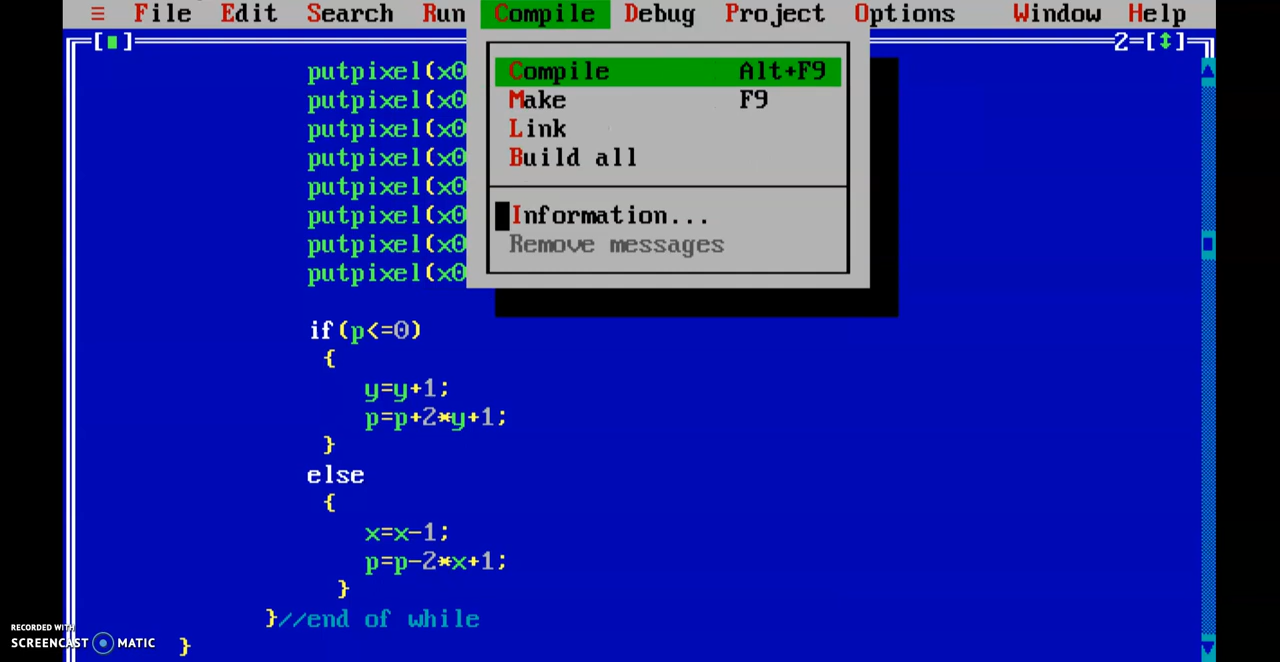 ≡ File Edit Search Run Compile Debug Project Options Window Help
[■] 2=[↕]
putpixel(x0
putpixel(x0
putpixel(x0
putpixel(x0
putpixel(x0
putpixel(x0
putpixel(x0
putpixel(x0
Compile Alt+F9
Make F9
Link
Build all
Information...
Remove messages
if(p<=0)
{
y=y+1;
p=p+2*y+1;
}
else
{
x=x-1;
p=p-2*x+1;
}
}//end of while
}
RECORDED WITH
SCREENCAST MATIC